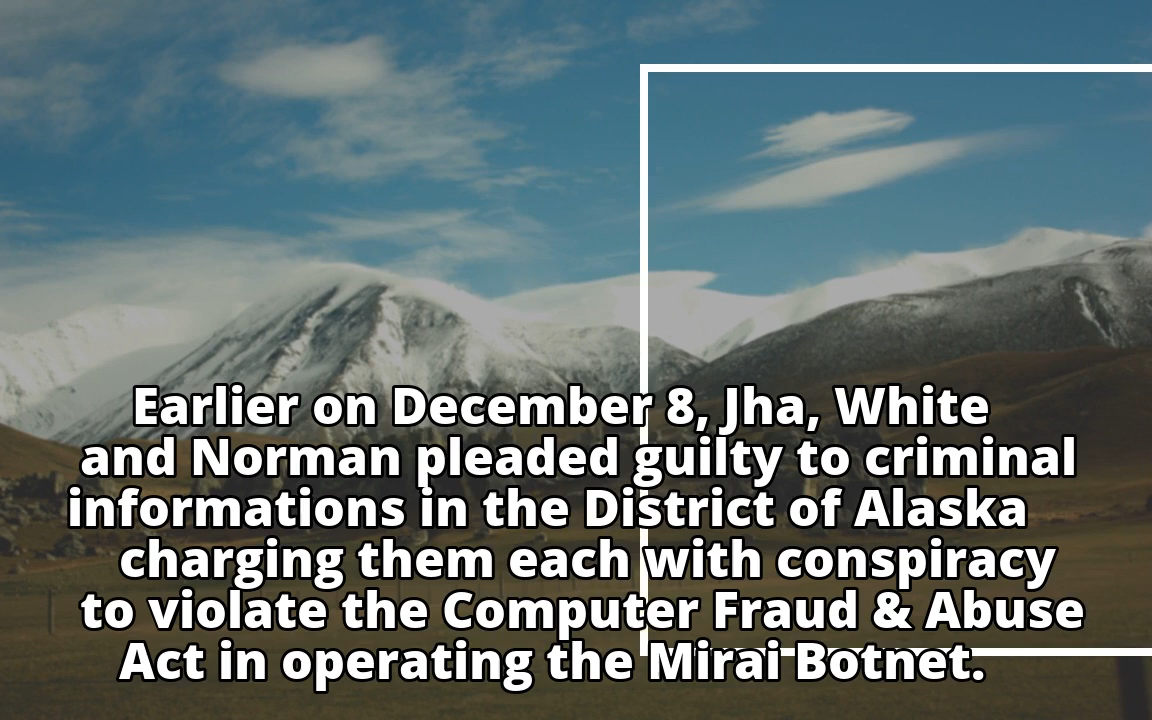 Earlier on December 8, Jha, White
and Norman pleaded guilty to criminal
informations in the District of Alaska
charging them each with conspiracy
to violate the Computer Fraud & Abuse
Act in operating the Mirai Botnet.